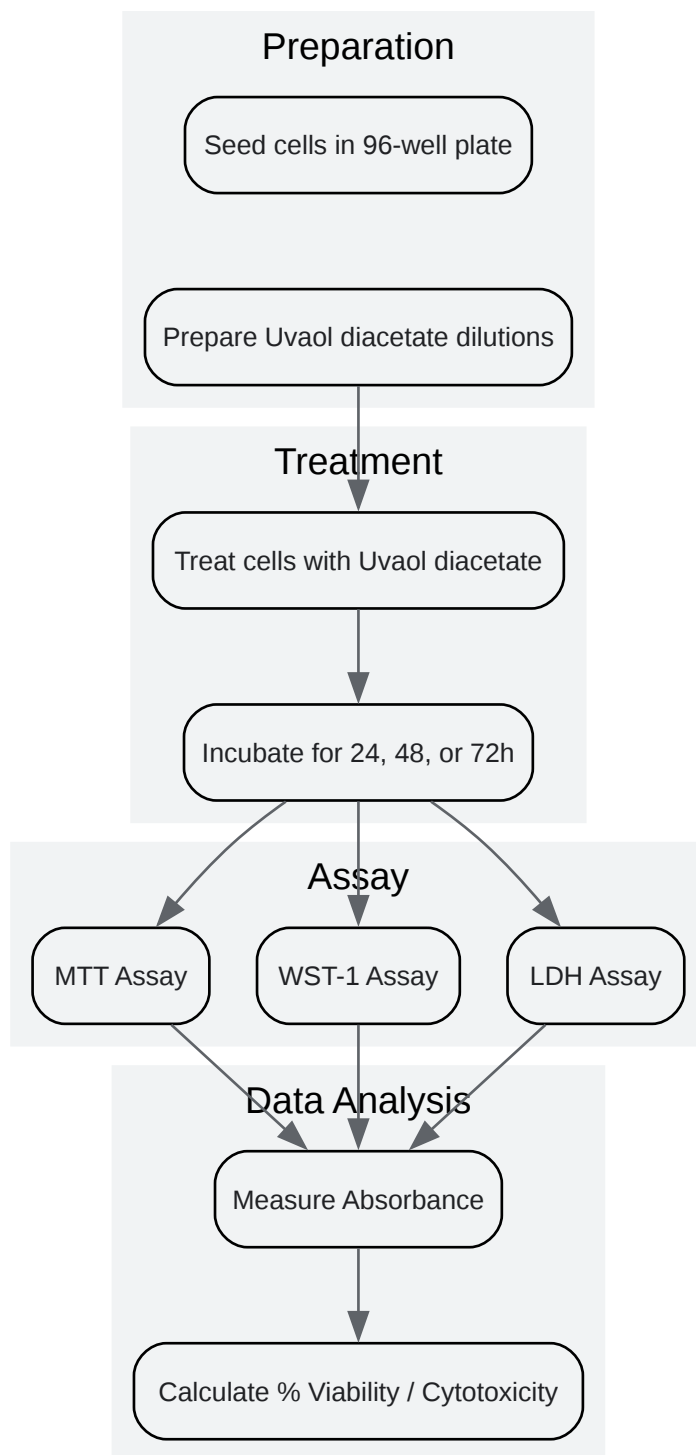 Preparation
Seed cells in 96-well plate
Prepare Uvaol diacetate dilutions
Treatment
Treat cells with Uvaol diacetate
Incubate for 24, 48, or 72h
Assay
MTT Assay
WST-1 Assay
LDH Assay
Data Analysis
Measure Absorbance
Calculate % Viability / Cytotoxicity